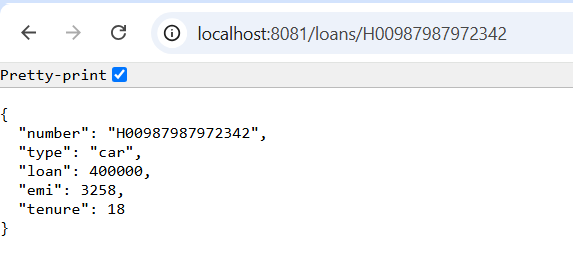 localhost:8081/loans/H00987987972342
Pretty-print
{
"number": "H00987987972342",
"type": "car",
"loan": 400000,
"emi": 3258,
"tenure": 18
}